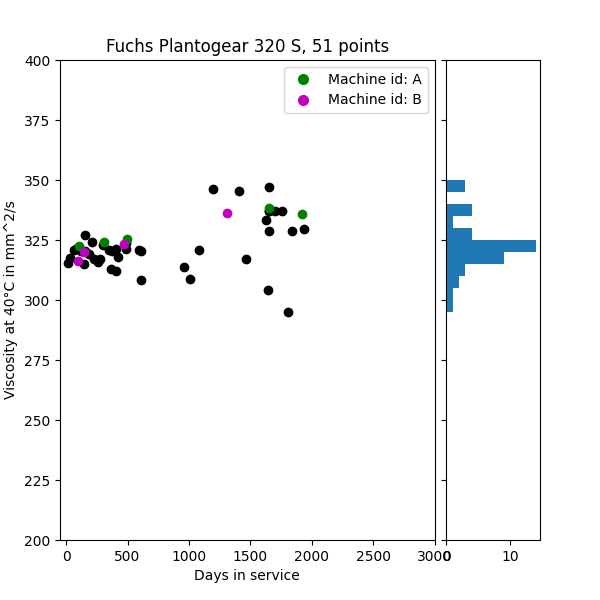 Fuchs Plantogear 320 S, 51 points
Machine id: A
Machine id: B
Viscosity at 40°C in mm^2/s
400
375
350
325
300
275
250
225
200
0 500 1000 1500 2000 2500 3000
0 10
Days in service